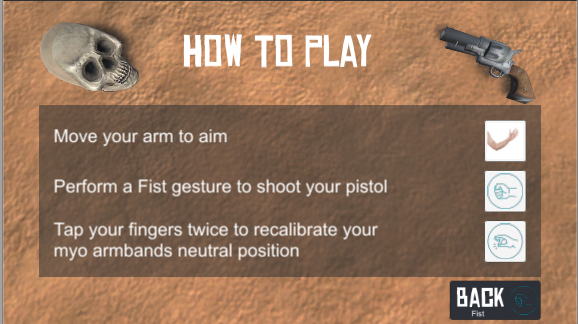 HOW TO PLAY
Move your arm to aim
Perform a Fist gesture to shoot your pistol
Tap your fingers twice to recalibrate your
myo armbands neutral position
BACK
Fist